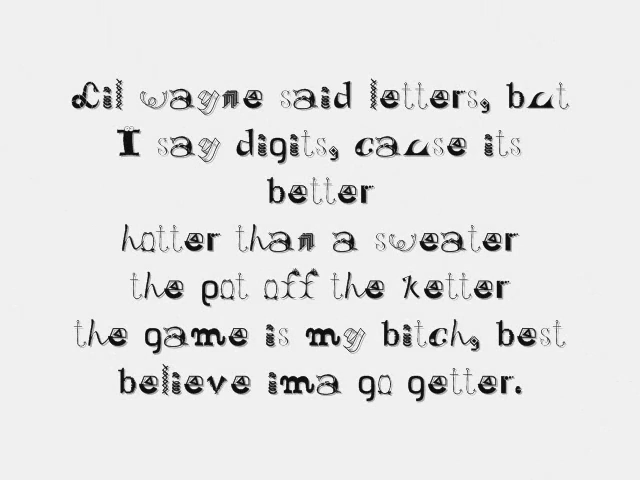 Lil wayne said letters, but
I say digits, cause its
better
hotter than a sweater
the pot off the ketter
the game is my bitch, best
believe ima go getter.